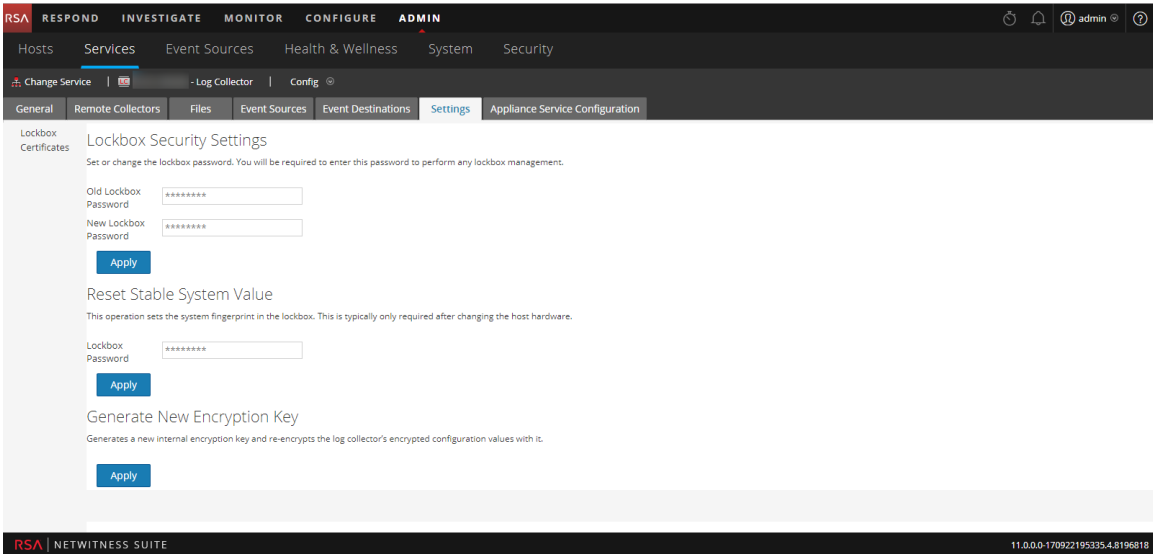 RSA RESPOND INVESTIGATE MONITOR CONFIGURE ADMIN admin ?
Hosts Services Event Sources Health & Wellness System Security
Change Service | LC - Log Collector | Config
General Remote Collectors Files Event Sources Event Destinations Settings Appliance Service Configuration
Lockbox
Certificates
Lockbox Security Settings
Set or change the lockbox password. You will be required to enter this password to perform any lockbox management.
Old Lockbox
Password
********
New Lockbox
Password
********
Apply
Reset Stable System Value
This operation sets the system fingerprint in the lockbox. This is typically only required after changing the host hardware.
Lockbox
Password
********
Apply
Generate New Encryption Key
Generates a new internal encryption key and re-encrypts the log collector's encrypted configuration values with it.
Apply
RSA | NETWITNESS SUITE 11.0.0.0-170922195335.4.8196818